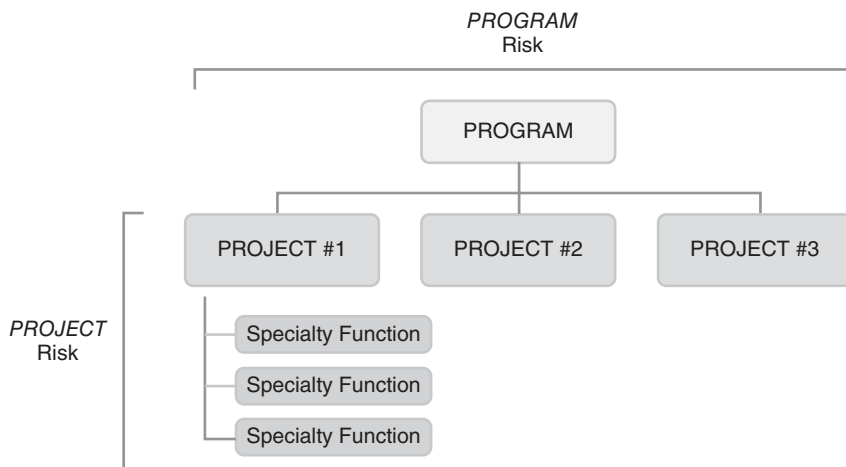 PROGRAM
Risk
PROGRAM
PROJECT #1
PROJECT #2
PROJECT #3
PROJECT
Risk
Specialty Function
Specialty Function
Specialty Function